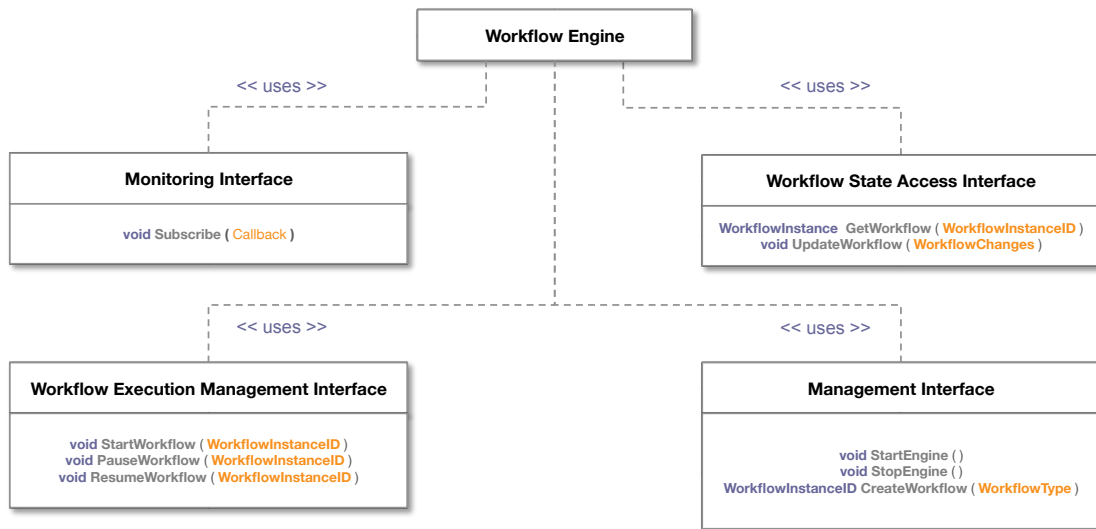 Workflow Engine
<< uses >>
<< uses >>
Monitoring Interface
void Subscribe ( Callback )
Workflow State Access Interface
WorkflowInstance GetWorkflow ( WorkflowInstanceID )
void UpdateWorkflow ( WorkflowChanges )
<< uses >>
<< uses >>
Workflow Execution Management Interface
void StartWorkflow ( WorkflowInstanceID )
void PauseWorkflow ( WorkflowInstanceID )
void ResumeWorkflow ( WorkflowInstanceID )
Management Interface
void StartEngine ( )
void StopEngine ( )
WorkflowInstanceID CreateWorkflow ( WorkflowType )